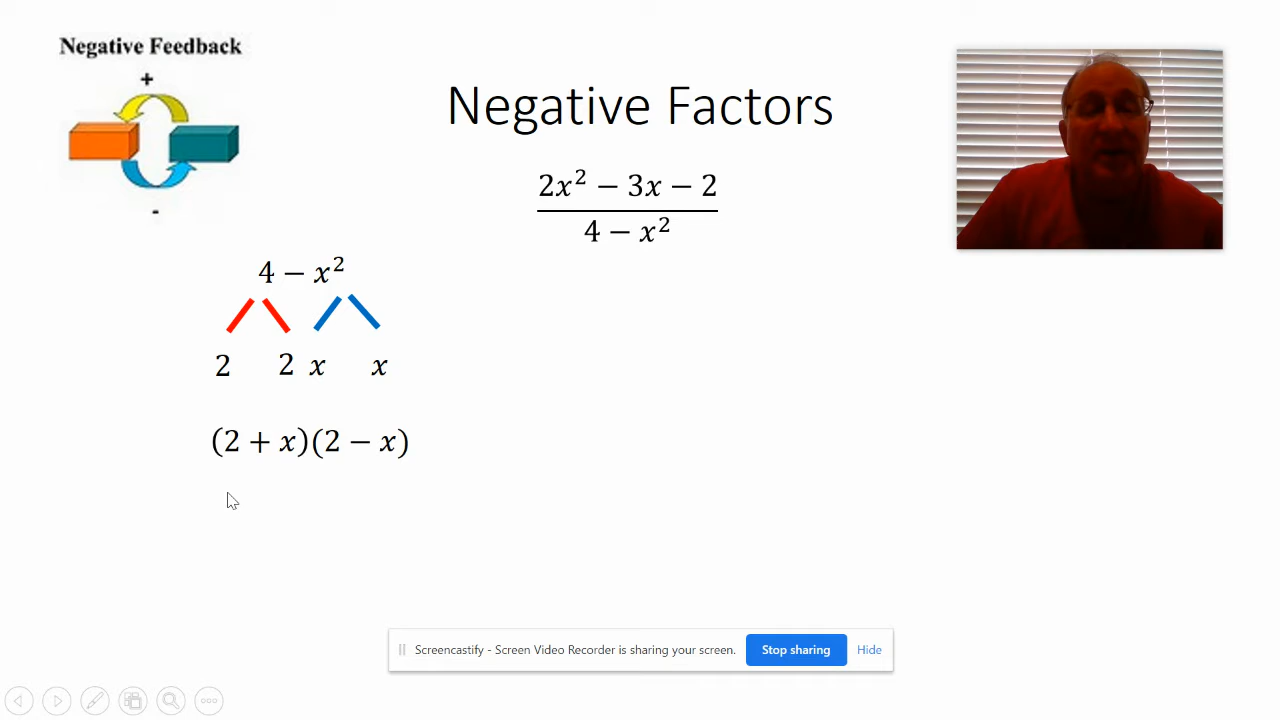 Negative Feedback
+
-
Negative Factors
2x² − 3x − 2
4 − x²
4 − x²
2 2 x x
(2 + x)(2 − x)
Screencastify - Screen Video Recorder is sharing your screen. Stop sharing Hide